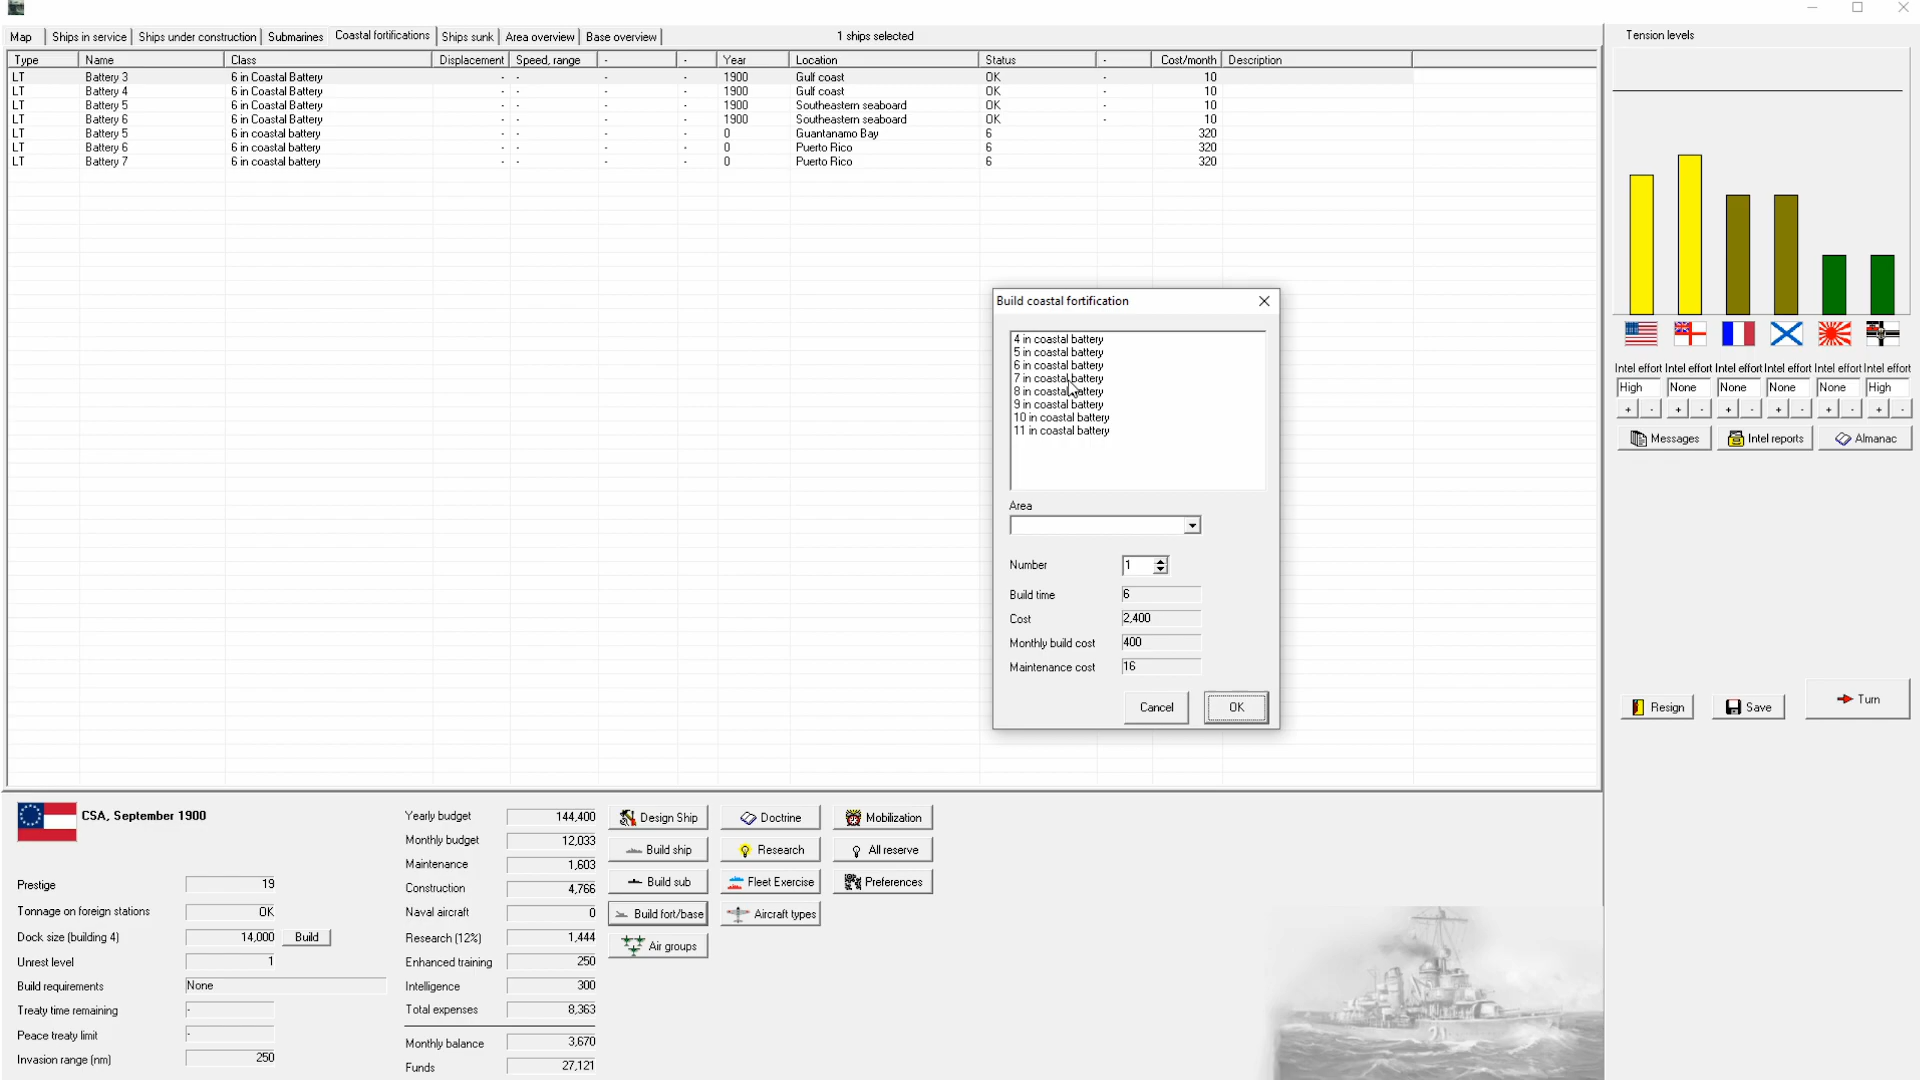 Map Ships in service Ships under construction Submarines Coastal fortifications Ships sunk Area overview Base overview 1 ships selected
Type Name Class Displacement Speed, range - - Year Location Status - Cost/month Description
LT Battery 3 6 in Coastal Battery - - - - 1900 Gulf coast OK - 10
LT Battery 4 6 in Coastal Battery - - - - 1900 Gulf coast OK - 10
LT Battery 5 6 in Coastal Battery - - - - 1900 Southeastern seaboard OK - 10
LT Battery 6 6 in Coastal Battery - - - - 1900 Southeastern seaboard OK - 10
LT Battery 5 6 in coastal battery - - - - 0 Guantanamo Bay 6 320
LT Battery 6 6 in coastal battery - - - - 0 Puerto Rico 6 320
LT Battery 7 6 in coastal battery - - - - 0 Puerto Rico 6 320
Build coastal fortification
4 in coastal battery
5 in coastal battery
6 in coastal battery
7 in coastal battery
8 in coastal battery
9 in coastal battery
10 in coastal battery
11 in coastal battery
Area
Number 1
Build time 6
Cost 2,400
Monthly build cost 400
Maintenance cost 16
Cancel OK
Tension levels
Intel effort Intel effort Intel effort Intel effort Intel effort Intel effort
High None None None None High
+ - + - + - + - + - + -
Messages Intel reports Almanac
Resign Save Turn
CSA, September 1900
Prestige 19
Tonnage on foreign stations OK
Dock size (building 4) 14,000 Build
Unrest level 1
Build requirements None
Treaty time remaining -
Peace treaty limit -
Invasion range (nm) 250
Yearly budget 144,400
Monthly budget 12,033
Maintenance 1,603
Construction 4,766
Naval aircraft 0
Research (12%) 1,444
Enhanced training 250
Intelligence 300
Total expenses 8,363
Monthly balance 3,670
Funds 27,121
Design Ship Doctrine Mobilization
Build ship Research All reserve
Build sub Fleet Exercise Preferences
Build fort/base Aircraft types
Air groups